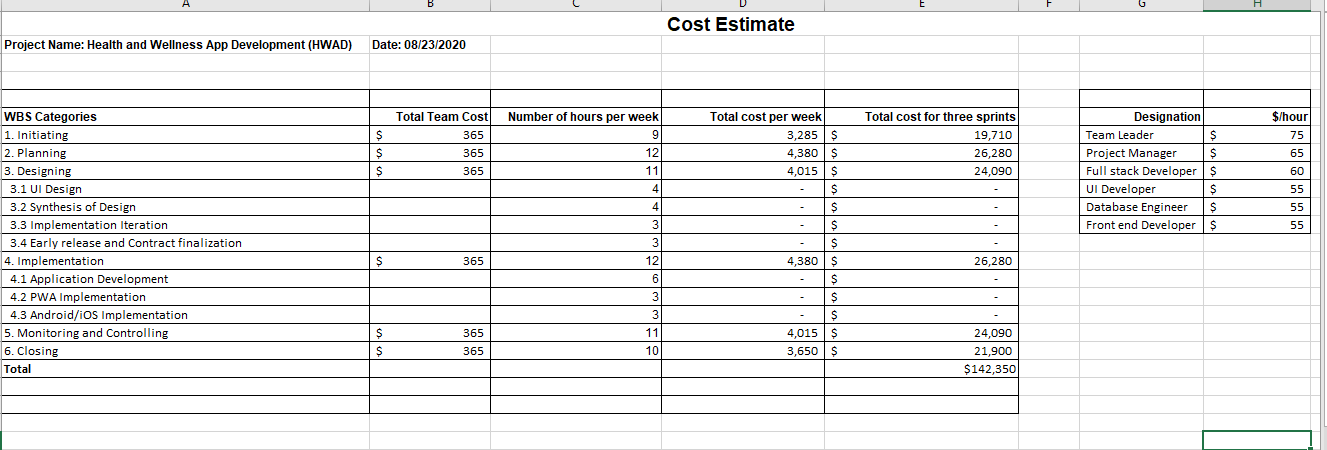 A B C D E F G H
Cost Estimate
Project Name: Health and Wellness App Development (HWAD) Date: 08/23/2020
WBS Categories Total Team Cost Number of hours per week Total cost per week Total cost for three sprints Designation $/hour
1. Initiating $ 365 9 3,285 $ 19,710 Team Leader $ 75
2. Planning $ 365 12 4,380 $ 26,280 Project Manager $ 65
3. Designing $ 365 11 4,015 $ 24,090 Full stack Developer $ 60
3.1 UI Design 4 - $ - UI Developer $ 55
3.2 Synthesis of Design 4 - $ - Database Engineer $ 55
3.3 Implementation Iteration 3 - $ - Front end Developer $ 55
3.4 Early release and Contract finalization 3 - $ -
4. Implementation $ 365 12 4,380 $ 26,280
4.1 Application Development 6 - $ -
4.2 PWA Implementation 3 - $ -
4.3 Android/iOS Implementation 3 - $ -
5. Monitoring and Controlling $ 365 11 4,015 $ 24,090
6. Closing $ 365 10 3,650 $ 21,900
Total $142,350